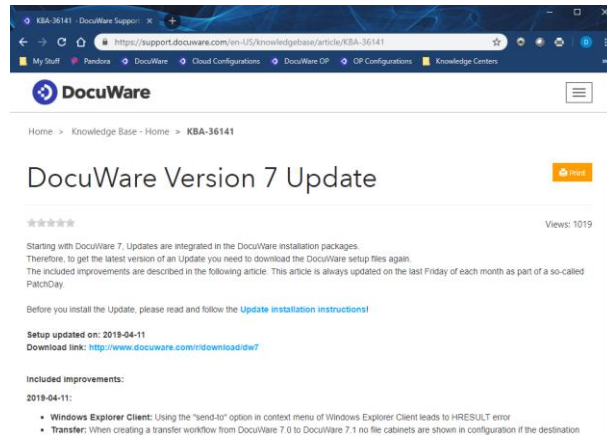 KBA-36141 - DocuWare Support
https://support.docuware.com/en-US/knowledgebase/article/KBA-36141
My Stuff Pandora DocuWare Cloud Configurations DocuWare OP OP Configurations Knowledge Centers
DocuWare
Home > Knowledge Base - Home > KBA-36141
DocuWare Version 7 Update
Print
Views: 1019
Starting with DocuWare 7, Updates are integrated in the DocuWare installation packages.
Therefore, to get the latest version of an Update you need to download the DocuWare setup files again.
The included improvements are described in the following article. This article is always updated on the last Friday of each month as part of a so-called
PatchDay.
Before you install the Update, please read and follow the Update installation instructions!
Setup updated on: 2019-04-11
Download link: http://www.docuware.com/r/download/dw7
Included improvements:
2019-04-11:
• Windows Explorer Client: Using the "send-to" option in context menu of Windows Explorer Client leads to HRESULT error
• Transfer: When creating a transfer workflow from DocuWare 7.0 to DocuWare 7.1 no file cabinets are shown in configuration if the destination